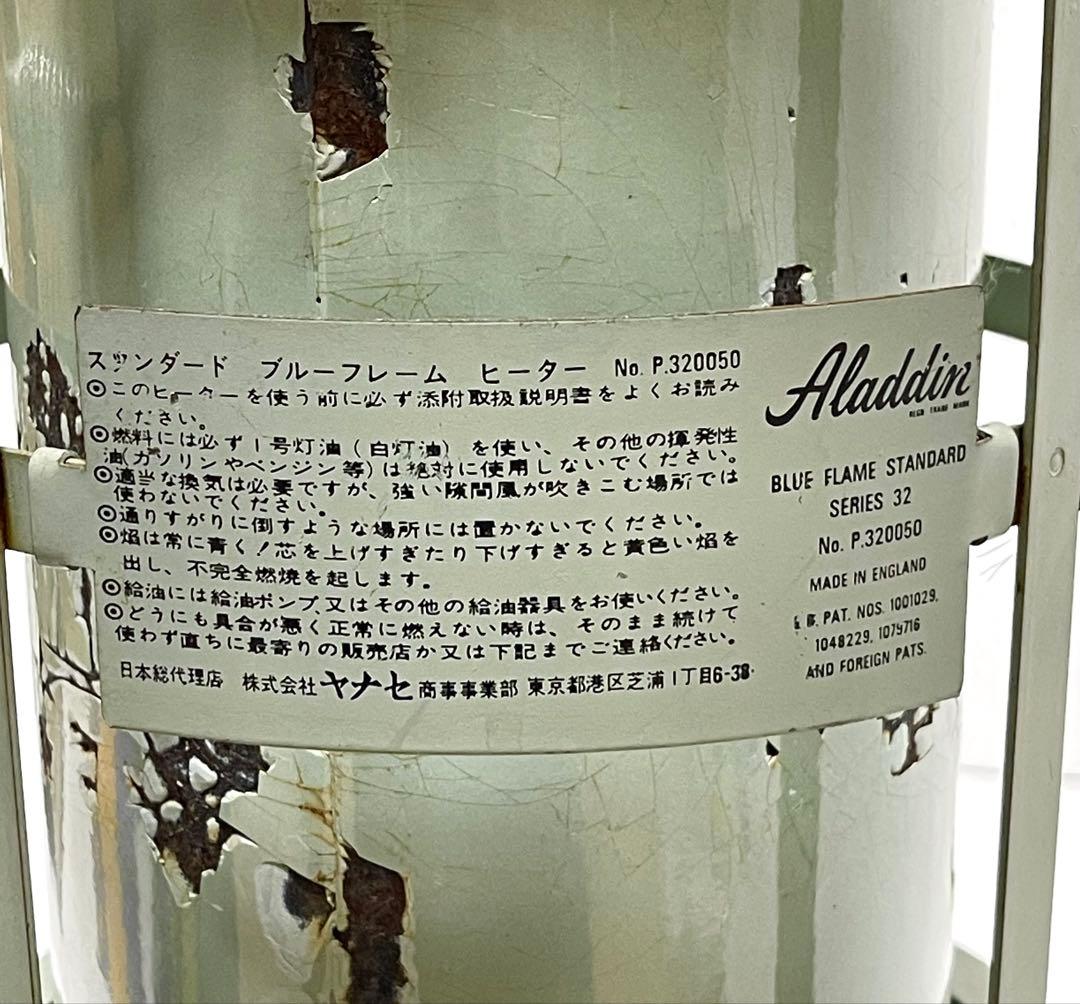 スタンダード ブルーフレーム ヒーター No. P.320050
◎このヒーターを使う前に必ず添附取扱説明書をよくお読み
ください。
◎燃料には必ず1号灯油(白灯油)を使い、その他の揮発性
油(ガソリンやベンジン等)は絶対に使用しないでください。
◎適当な換気は必要ですが、強い隙間風が吹きこむ場所では
使わないでください。
◎通りすがりに倒すような場所には置かないでください。
◎焰は常に青く!芯を上げすぎたり下げすぎると黄色い焰を
出し、不完全燃焼を起します。
◎給油には給油ポンプ又はその他の給油器具をお使いください。
◎どうにも具合が悪く正常に燃えない時は、そのまま続けて
使わず直ちに最寄りの販売店か又は下記までご連絡ください。
日本総代理店 株式会社ヤナセ商事事業部 東京都港区芝浦1丁目6-38
Aladdin
REGD TRADE MARK
BLUE FLAME STANDARD
SERIES 32
No. P.320050
MADE IN ENGLAND
PAT. NOS. 1001029,
1048229, 1079716
AND FOREIGN PATS.